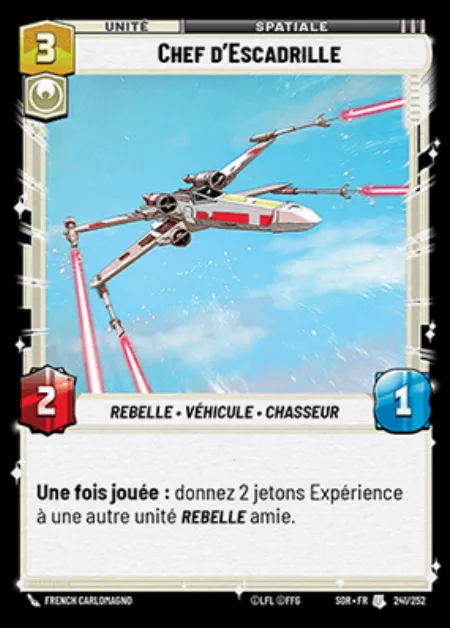 UNITÉ SPATIALE
3 CHEF D'ESCADRILLE
2 REBELLE • VÉHICULE • CHASSEUR 1
Une fois jouée : donnez 2 jetons Expérience
à une autre unité REBELLE amie.
FRENCH CARLOMAGNO ©LFL ©FFG SOR • FR U 241/252